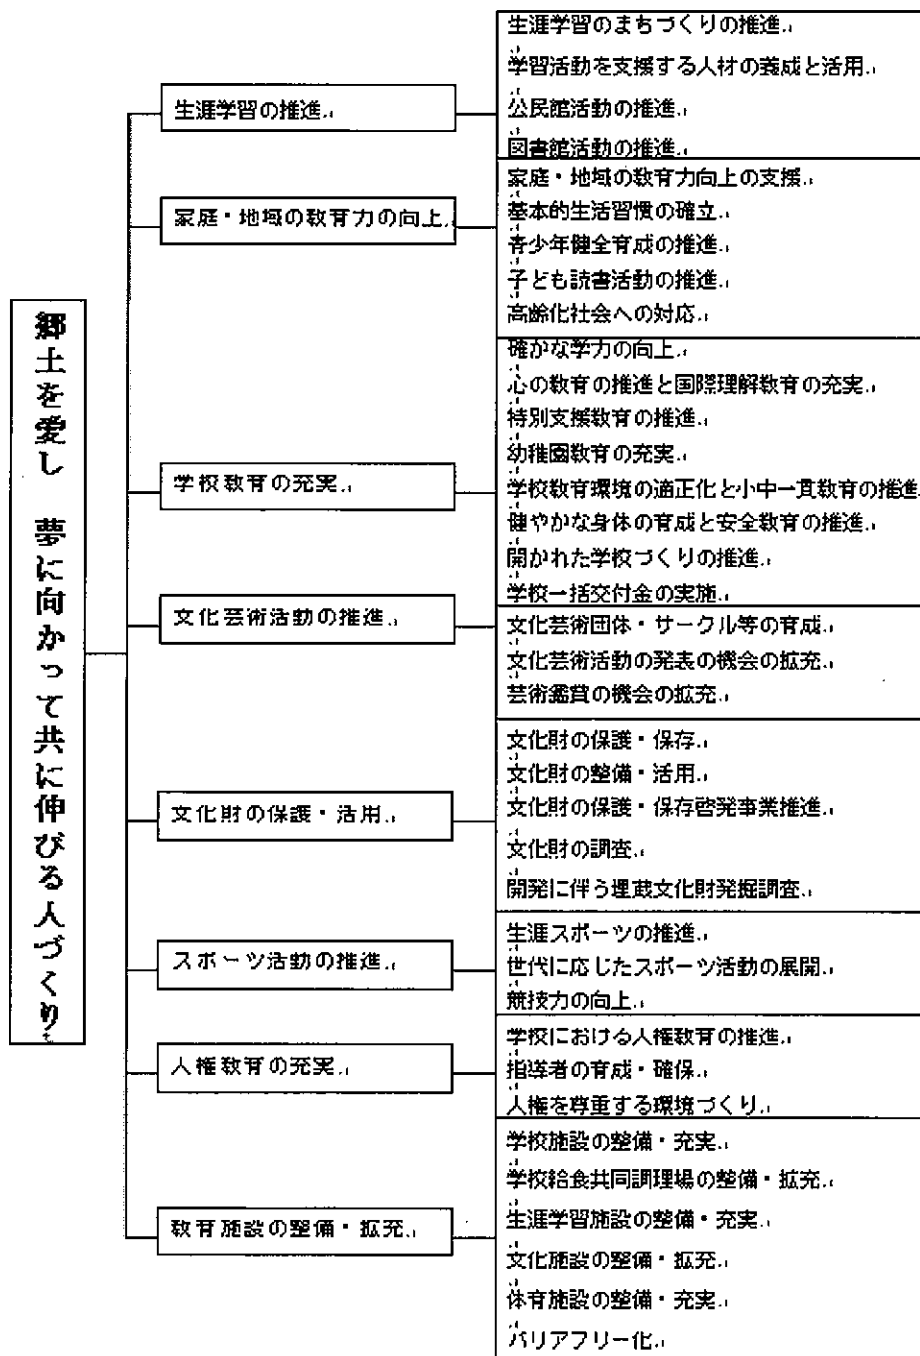 郷土を愛し　夢に向かって共に伸びる人づくり
生涯学習の推進
生涯学習のまちづくりの推進
学習活動を支援する人材の養成と活用
公民館活動の推進
図書館活動の推進
家庭・地域の教育力の向上
家庭・地域の教育力向上の支援
基本的生活習慣の確立
青少年健全育成の推進
子ども読書活動の推進
高齢化社会への対応
学校教育の充実
確かな学力の向上
心の教育の推進と国際理解教育の充実
特別支援教育の推進
幼稚園教育の充実
学校教育環境の適正化と小中一貫教育の推進
健やかな身体の育成と安全教育の推進
開かれた学校づくりの推進
学校一括交付金の実施
文化芸術活動の推進
文化芸術団体・サークル等の育成
文化芸術活動の発表の機会の拡充
芸術鑑賞の機会の拡充
文化財の保護・活用
文化財の保護・保存
文化財の整備・活用
文化財の保護・保存啓発事業推進
文化財の調査
開発に伴う埋蔵文化財発掘調査
スポーツ活動の推進
生涯スポーツの推進
世代に応じたスポーツ活動の展開
競技力の向上
人権教育の充実
学校における人権教育の推進
指導者の育成・確保
人権を尊重する環境づくり
教育施設の整備・拡充
学校施設の整備・充実
学校給食共同調理場の整備・拡充
生涯学習施設の整備・充実
文化施設の整備・拡充
体育施設の整備・充実
バリアフリー化